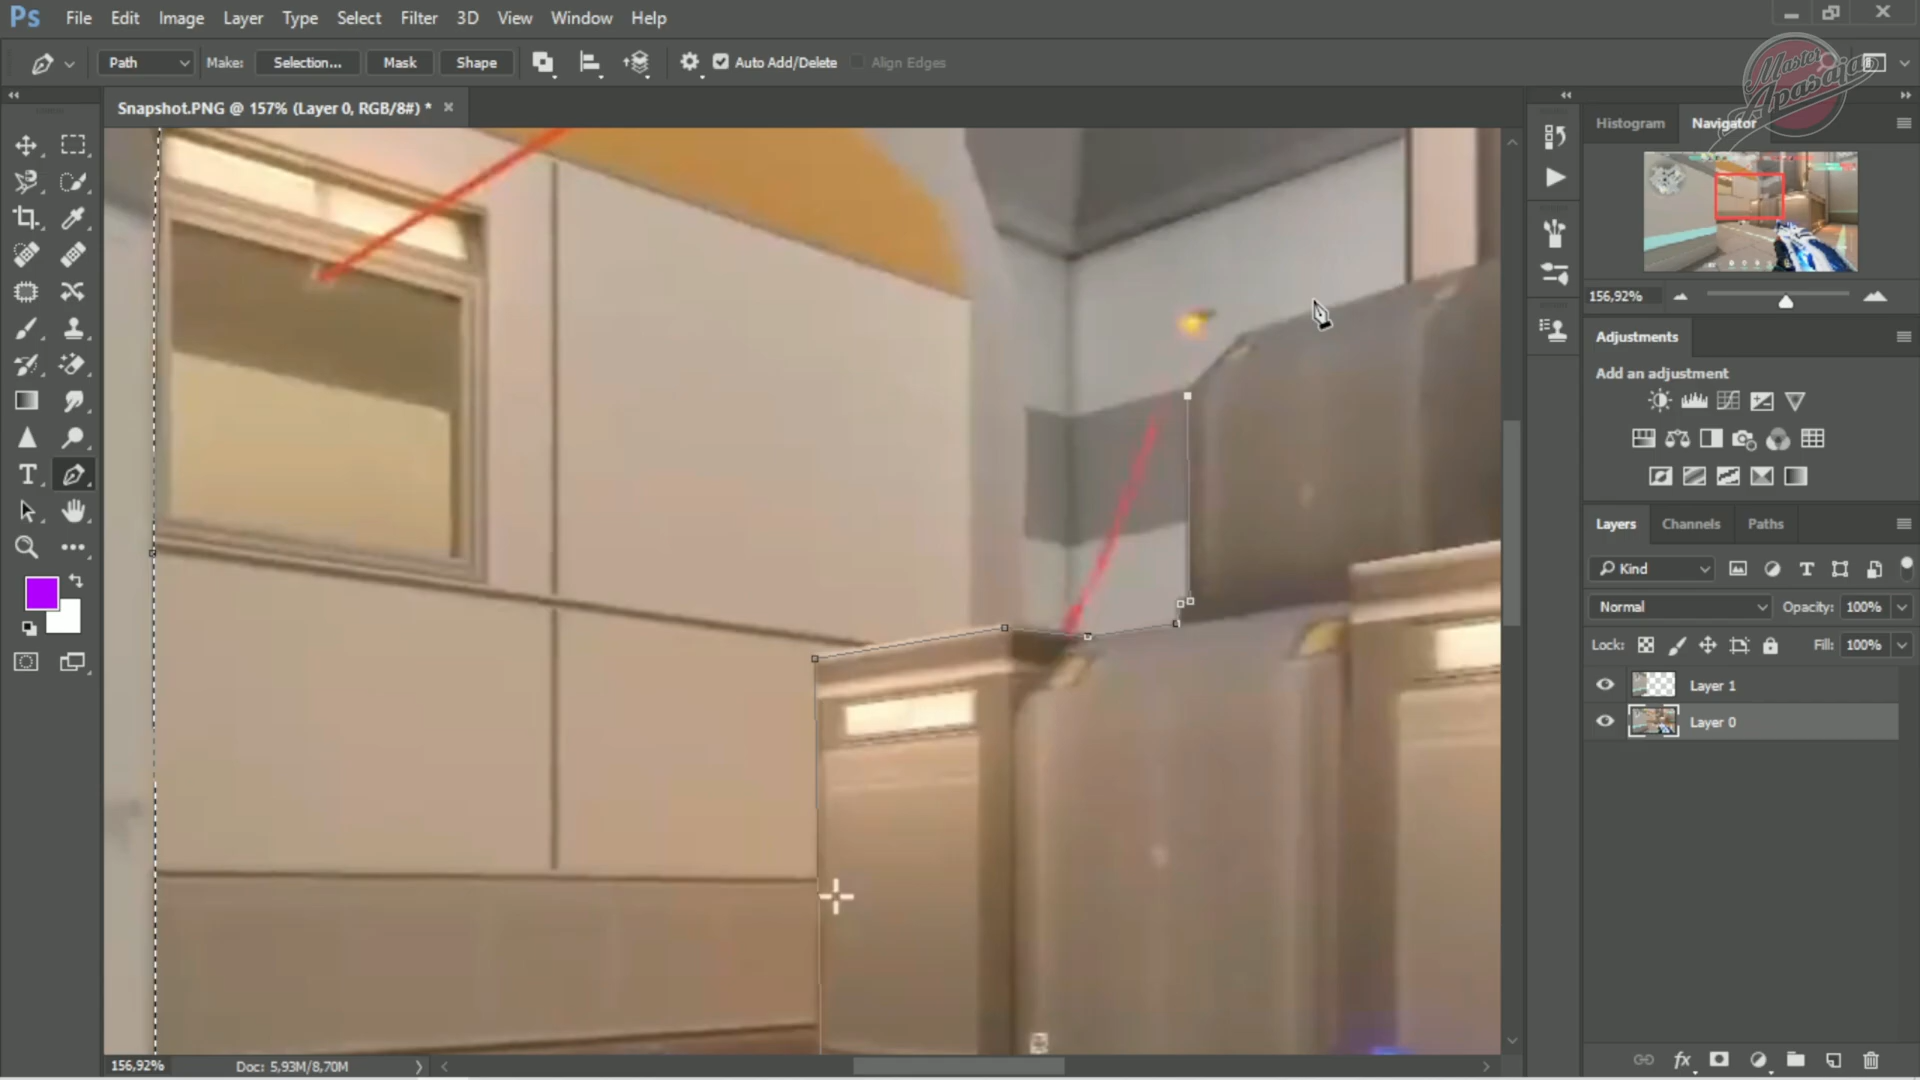 Ps File Edit Image Layer Type Select Filter 3D View Window Help
Path Make: Selection... Mask Shape Auto Add/Delete Align Edges
Master Apasaja
Snapshot.PNG @ 157% (Layer 0, RGB/8#) *
Histogram Navigator
156,92%
Adjustments
Add an adjustment
T
Layers Channels Paths
Kind
Normal Opacity: 100%
Lock: Fill: 100%
Layer 1
Layer 0
156,92% Doc: 5,93M/8,70M
fx